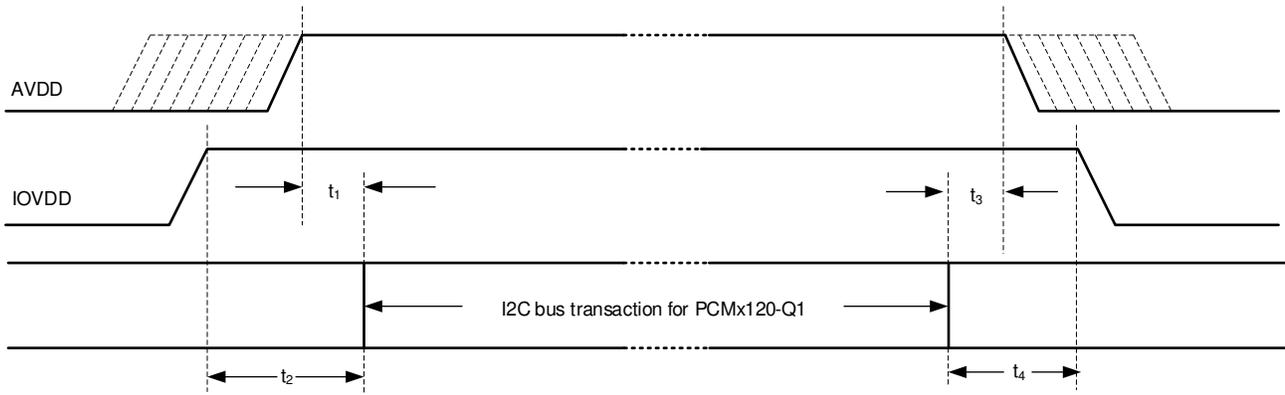 AVDD
IOVDD
t1
t3
I2C bus transaction for PCMx120-Q1
t2
t4